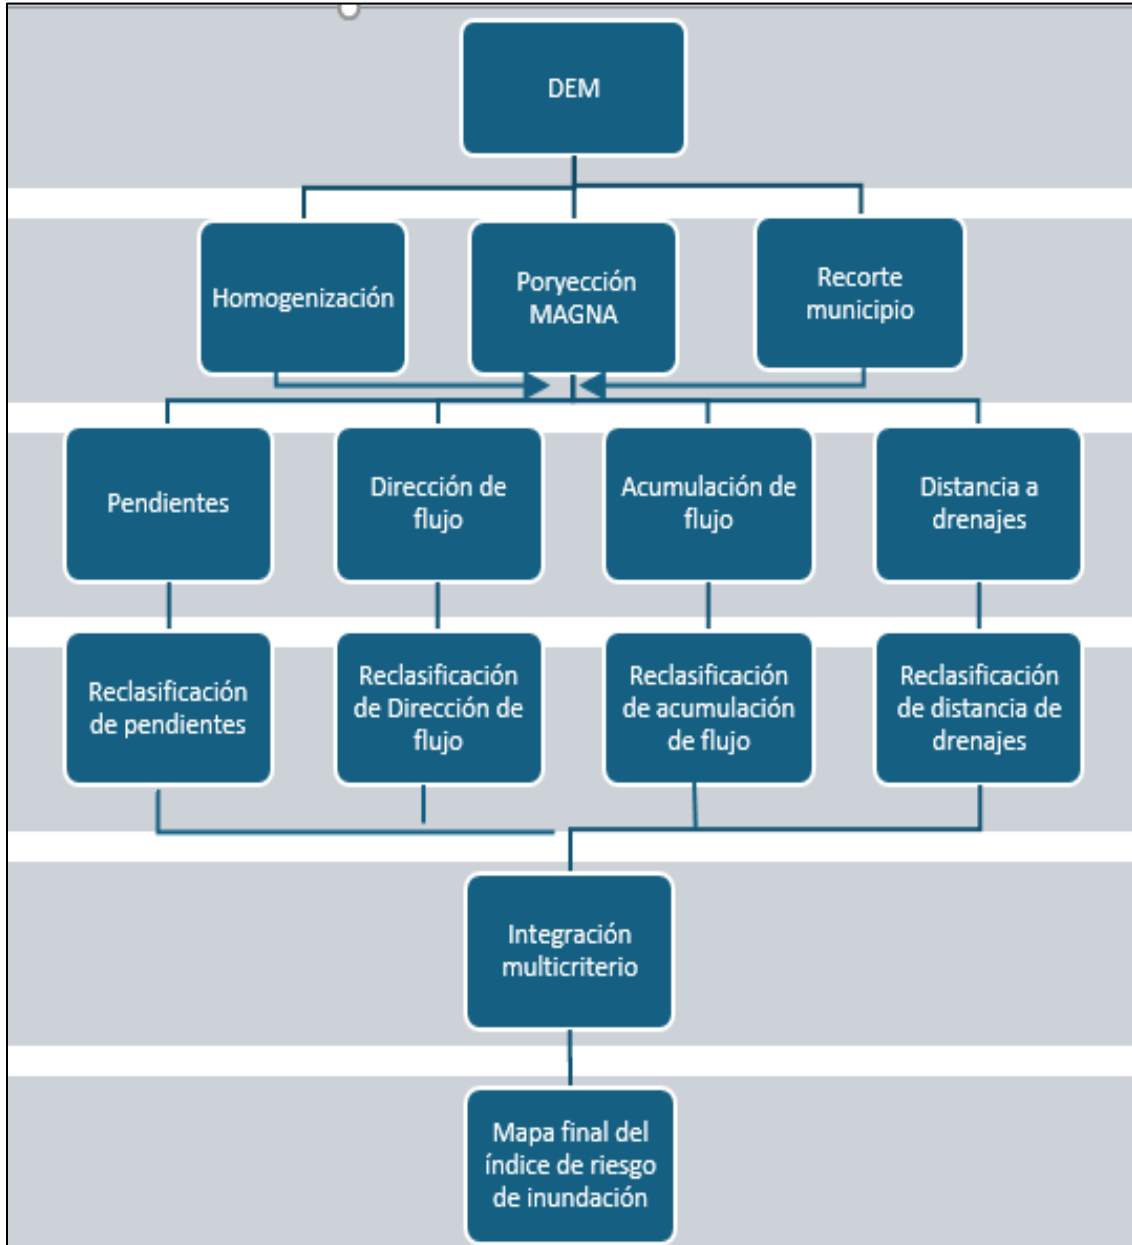 DEM
Homogenización
Poryección
MAGNA
Recorte
municipio
Pendientes
Dirección de
flujo
Acumulación de
flujo
Distancia a
drenajes
Reclasificación
de pendientes
Reclasificación
de Dirección de
flujo
Reclasificación
de acumulación
de flujo
Reclasificación
de distancia de
drenajes
Integración
multicriterio
Mapa final del
índice de riesgo
de inundación